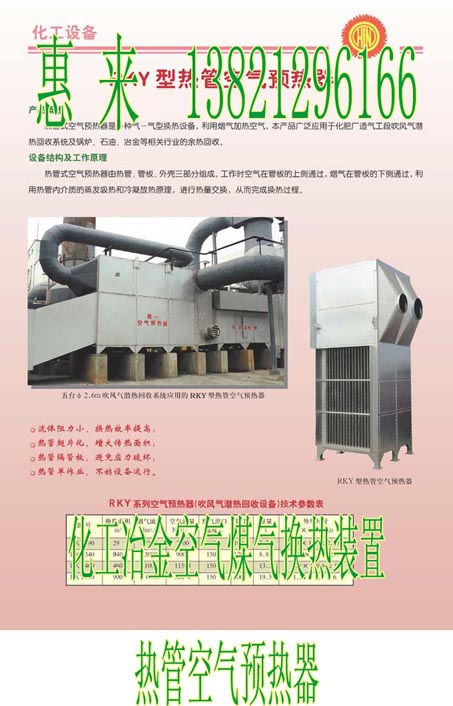 化工设备
惠来 13821296166
RKY型热管空气预热器
热管式空气预热器是一种气-气型换热设备，利用烟气加热空气，本产品广泛应用于化肥厂造气工段吹风气潜
热回收系统及锅炉、石油、冶金等相关行业的余热回收。
设备结构及工作原理
热管式空气预热器由热管、管板、外壳三部分组成。工作时空气在管板的上侧通过，烟气在管板的下侧通过，利
用热管内介质的蒸发吸热和冷凝放热原理，进行热量交换，从而完成换热过程。
空气预热器
五台φ2.6m吹风气潜热回收系统应用的RKY型热管空气预热器
流体阻力小，换热效率提高；
热管翅片化，增大传热面积；
热管隔管板，避免应力破坏；
热管单作业，不妨设备运行。
RKY型热管空气预热器
RKY系列空气预热器(吹风气潜热回收设备)技术参数表
化工冶金空气煤气换热装置
热管空气预热器